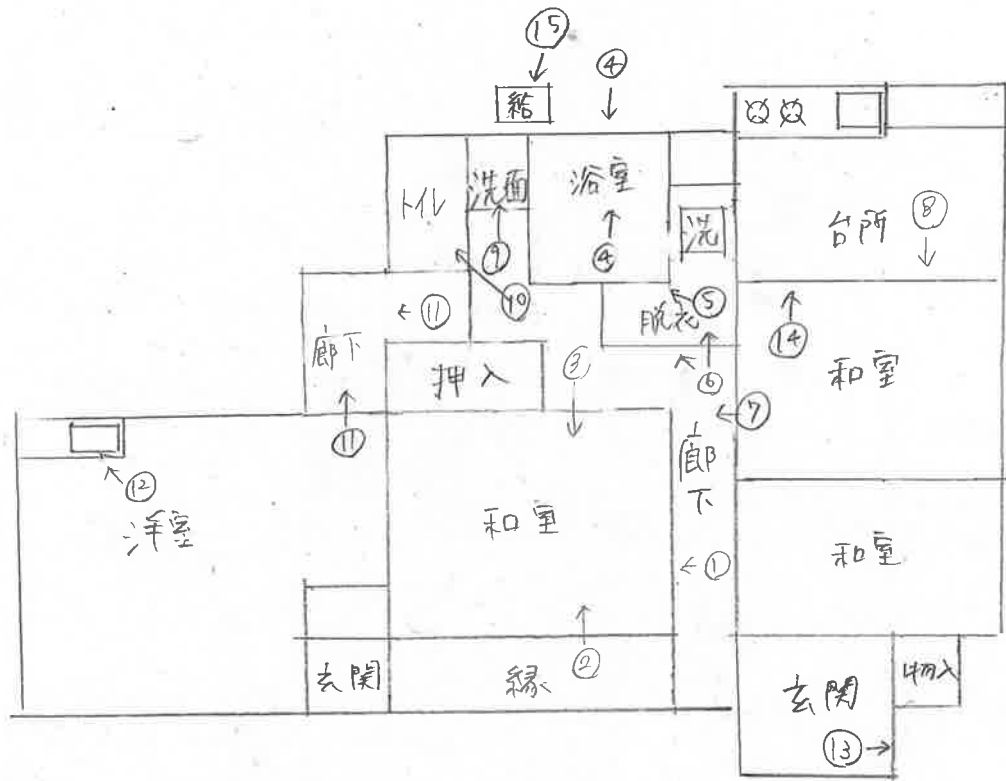 ⑮
④
↓
給
トイレ
洗面
浴室
洗
台所
⑧
↓
↑
⑨
↑
④
⑩
⑤
脱衣
↑
⑭
←⑪
廊下
押入
③
↓
⑥
←⑦
和室
↑
⑪
⑫
洋室
和室
廊
下
←①
和室
玄関
縁
↑
②
玄関
物入
⑬→